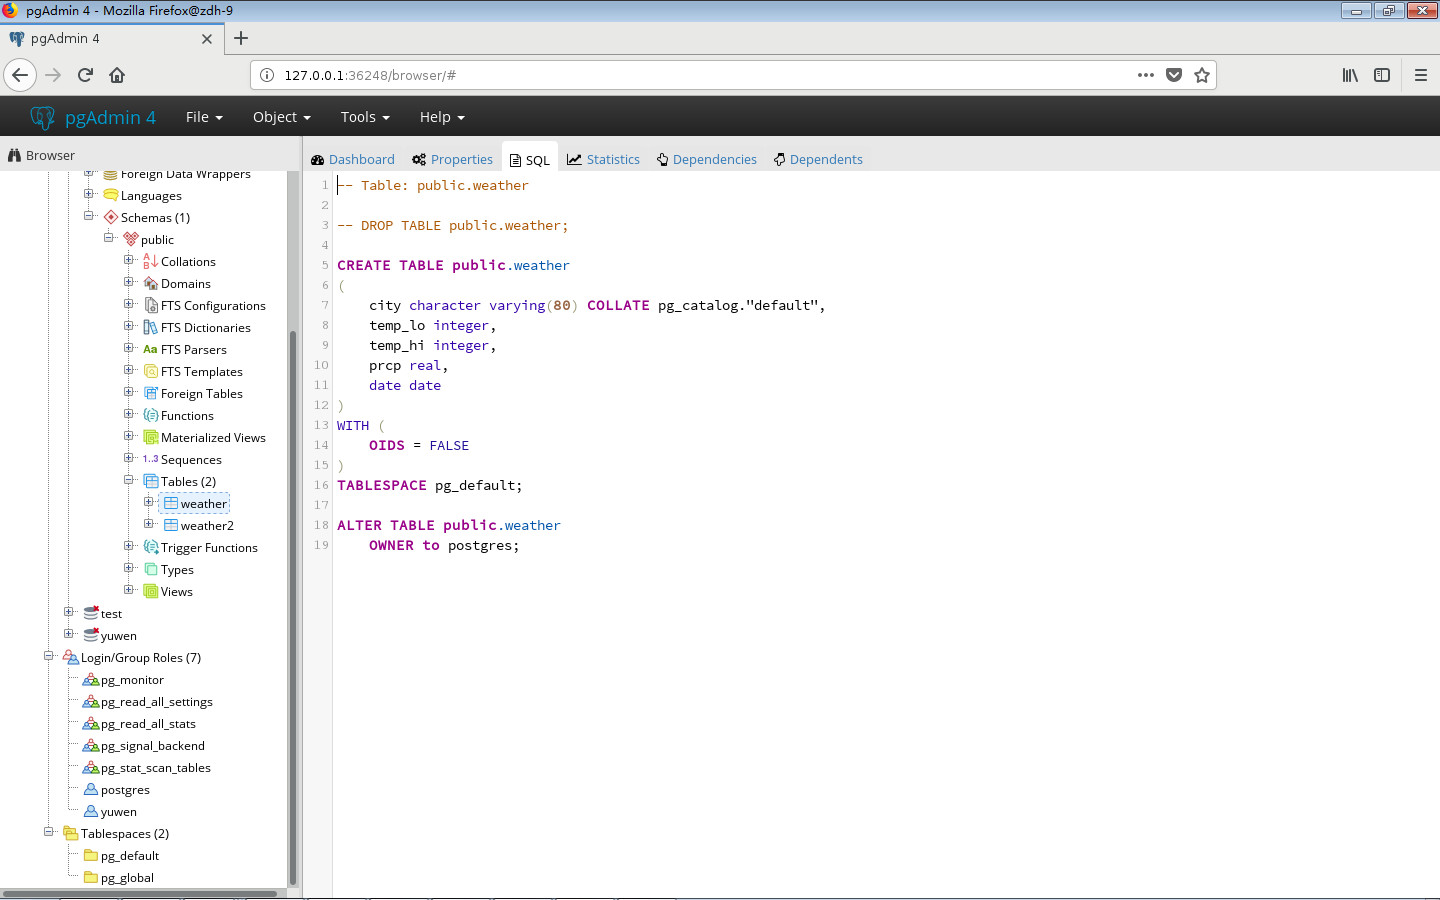 pgAdmin 4 - Mozilla Firefox@zdh-9
pgAdmin 4
127.0.0.1:36248/browser/#
pgAdmin 4 File Object Tools Help
Browser
Dashboard Properties SQL Statistics Dependencies Dependents
Foreign Data Wrappers
Languages
Schemas (1)
public
Collations
Domains
FTS Configurations
FTS Dictionaries
Aa FTS Parsers
FTS Templates
Foreign Tables
Functions
Materialized Views
1..3 Sequences
Tables (2)
weather
weather2
Trigger Functions
Types
Views
test
yuwen
Login/Group Roles (7)
pg_monitor
pg_read_all_settings
pg_read_all_stats
pg_signal_backend
pg_stat_scan_tables
postgres
yuwen
Tablespaces (2)
pg_default
pg_global
1 -- Table: public.weather
2
3 -- DROP TABLE public.weather;
4
5 CREATE TABLE public.weather
6 (
7     city character varying(80) COLLATE pg_catalog."default",
8     temp_lo integer,
9     temp_hi integer,
10     prcp real,
11     date date
12 )
13 WITH (
14     OIDS = FALSE
15 )
16 TABLESPACE pg_default;
17
18 ALTER TABLE public.weather
19     OWNER to postgres;